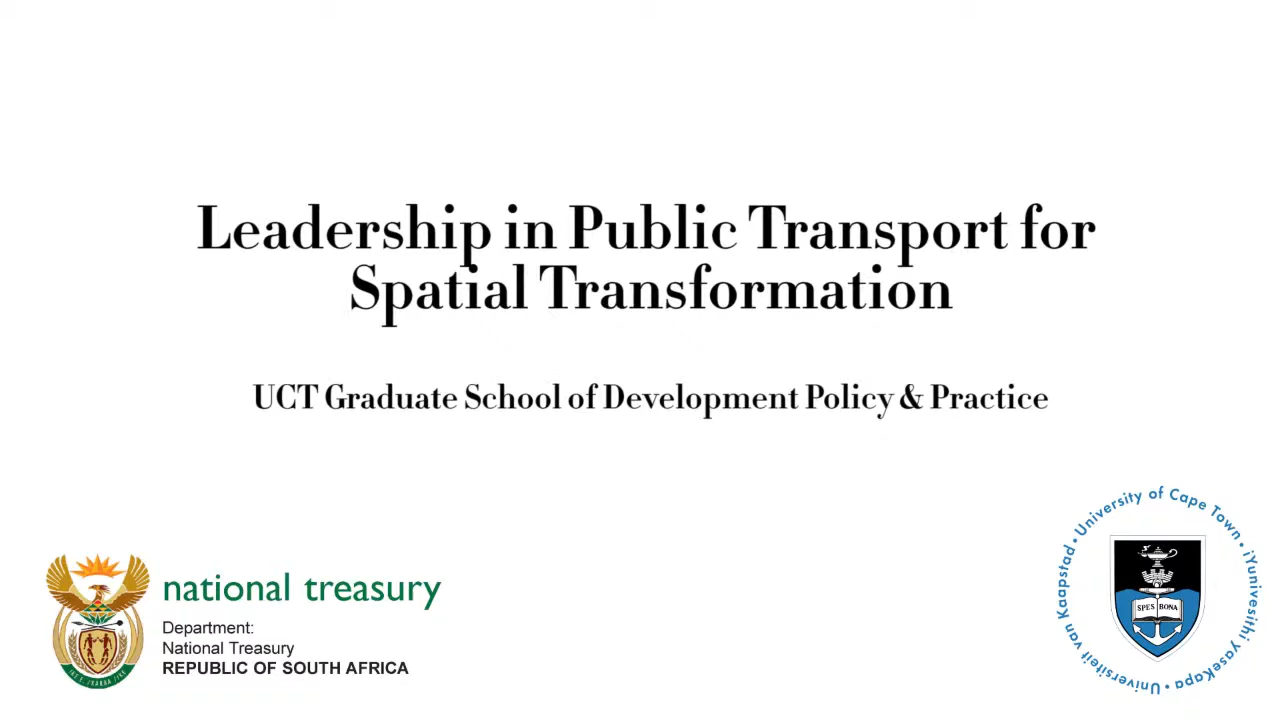 Leadership in Public Transport for
Spatial Transformation
UCT Graduate School of Development Policy & Practice
national treasury
Department:
National Treasury
REPUBLIC OF SOUTH AFRICA
University of Cape Town • iYunivesithi yaseKapa • Universiteit van Kaapstad •
SPES BONA